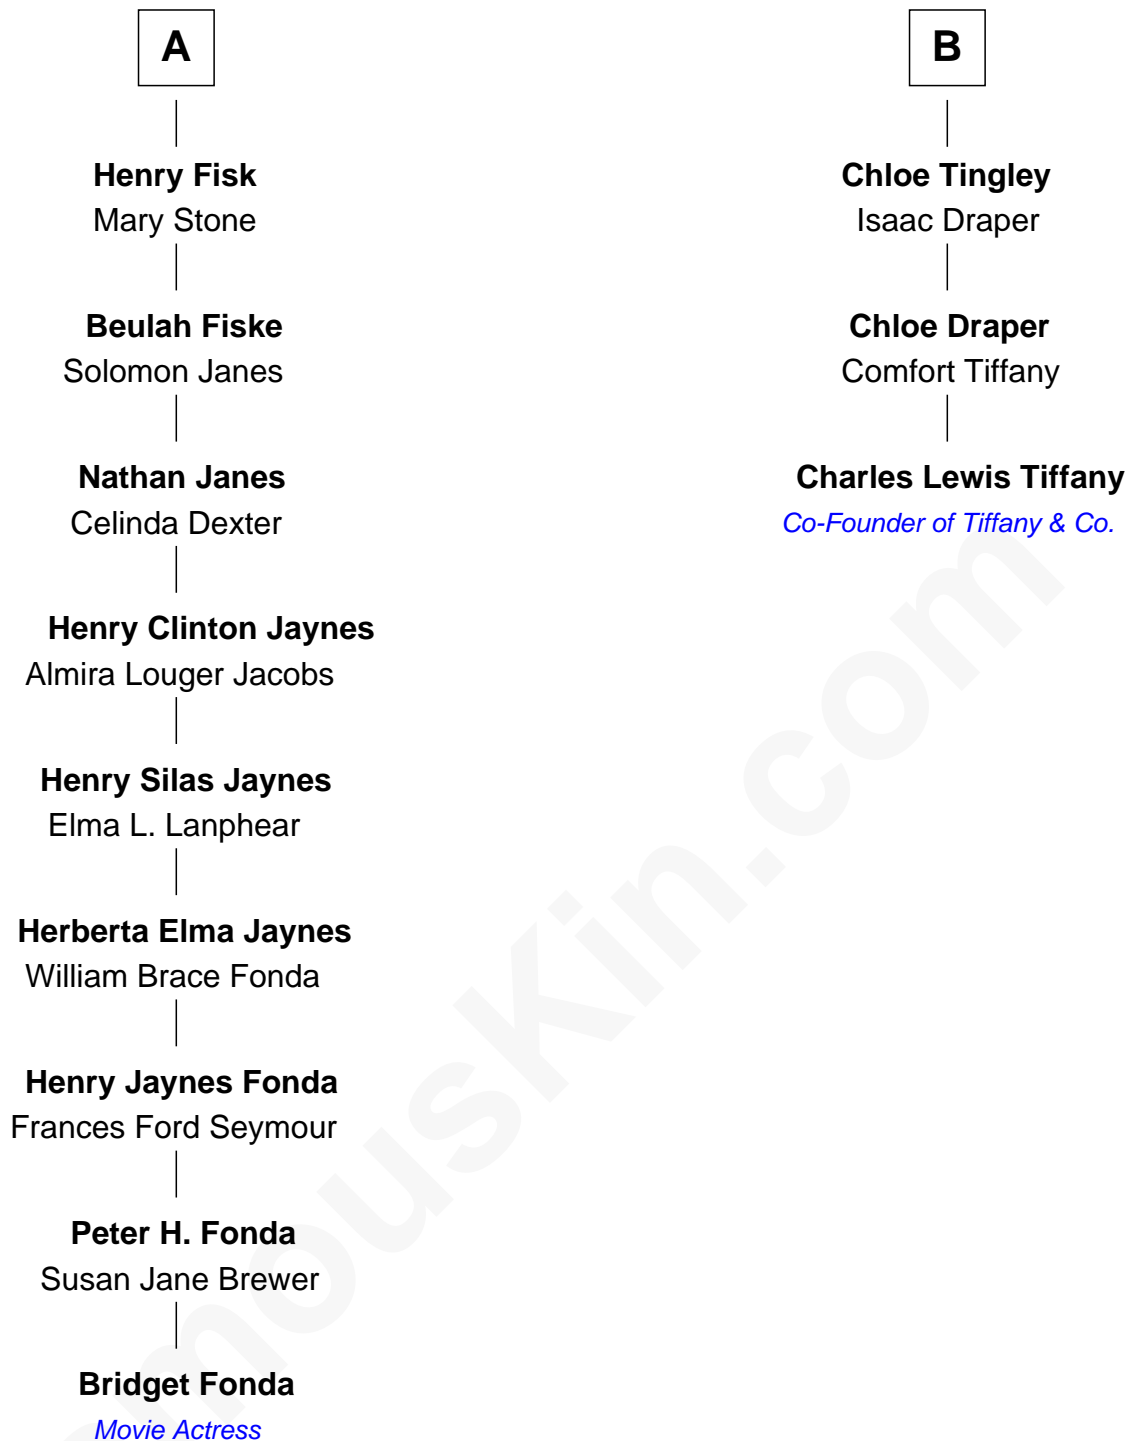 A
Henry Fisk
Mary Stone
Beulah Fiske
Solomon Janes
Nathan Janes
Celinda Dexter
Henry Clinton Jaynes
Almira Louger Jacobs
Henry Silas Jaynes
Elma L. Lanphear
Herberta Elma Jaynes
William Brace Fonda
Henry Jaynes Fonda
Frances Ford Seymour
Peter H. Fonda
Susan Jane Brewer
Bridget Fonda
Movie Actress
B
Chloe Tingley
Isaac Draper
Chloe Draper
Comfort Tiffany
Charles Lewis Tiffany
Co-Founder of Tiffany & Co.
mousKin.com